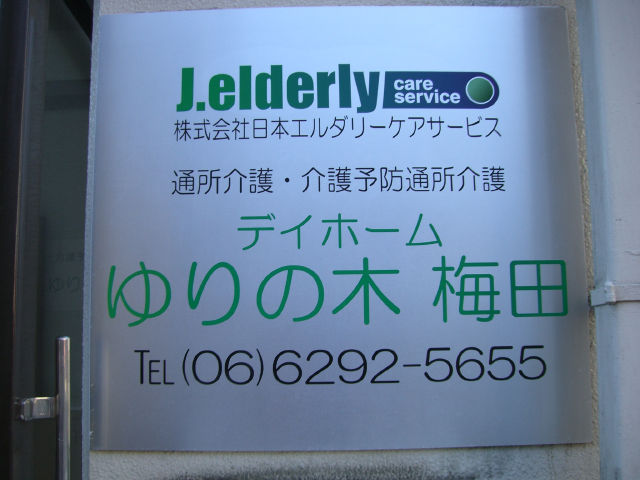 J.elderly care service
株式会社日本エルダリーケアサービス
通所介護・介護予防通所介護
デイホーム
ゆりの木 梅田
TEL(06)6292-5655
ゆり